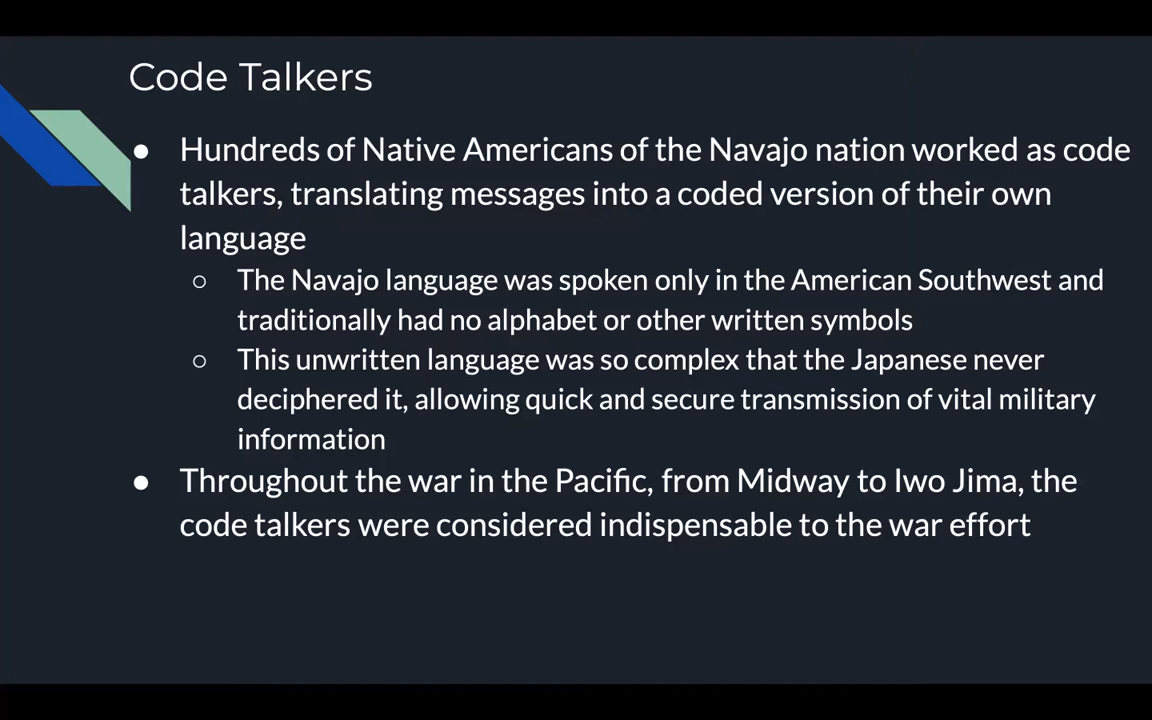 Code Talkers
● Hundreds of Native Americans of the Navajo nation worked as code
talkers, translating messages into a coded version of their own
language
○ The Navajo language was spoken only in the American Southwest and
traditionally had no alphabet or other written symbols
○ This unwritten language was so complex that the Japanese never
deciphered it, allowing quick and secure transmission of vital military
information
● Throughout the war in the Pacific, from Midway to Iwo Jima, the
code talkers were considered indispensable to the war effort